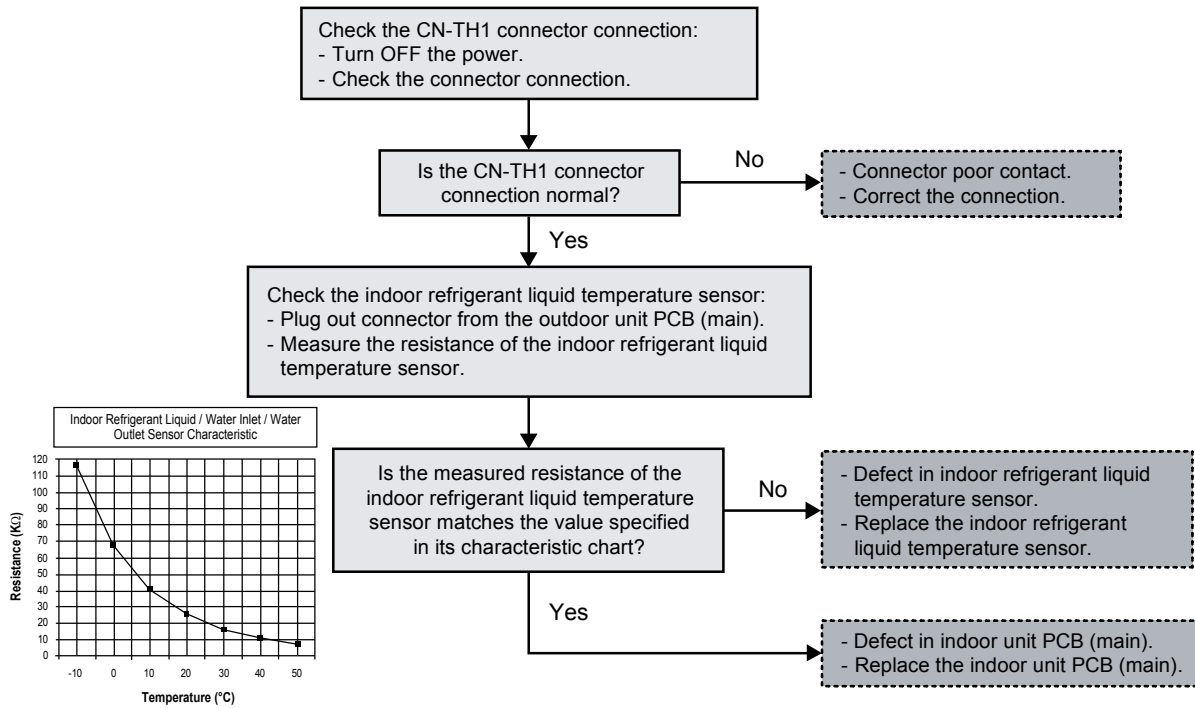 Check the CN-TH1 connector connection:
- Turn OFF the power.
- Check the connector connection.
Is the CN-TH1 connector
connection normal?
No
- Connector poor contact.
- Correct the connection.
Yes
Check the indoor refrigerant liquid temperature sensor:
- Plug out connector from the outdoor unit PCB (main).
- Measure the resistance of the indoor refrigerant liquid
temperature sensor.
Indoor Refrigerant Liquid / Water Inlet / Water
Outlet Sensor Characteristic
Resistance (KΩ)
120
110
100
90
80
70
60
50
40
30
20
10
0
-10 0 10 20 30 40 50
Temperature (°C)
Is the measured resistance of the
indoor refrigerant liquid temperature
sensor matches the value specified
in its characteristic chart?
No
- Defect in indoor refrigerant liquid
temperature sensor.
- Replace the indoor refrigerant
liquid temperature sensor.
Yes
- Defect in indoor unit PCB (main).
- Replace the indoor unit PCB (main).